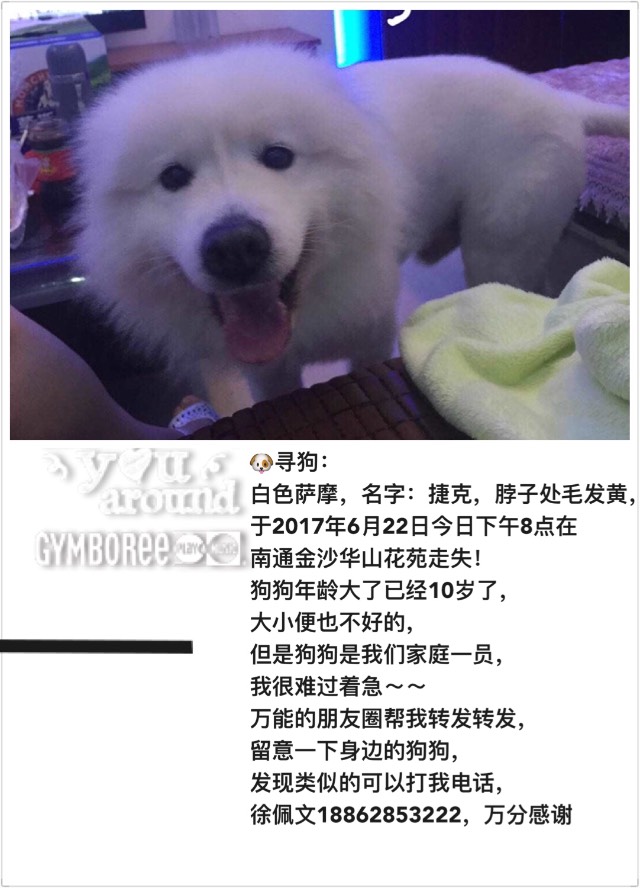 you
around
GYMBOREE PLAY MUSIC
🐶寻狗：
白色萨摩，名字：捷克，脖子处毛发黄，
于2017年6月22日今日下午8点在
南通金沙华山花苑走失！
狗狗年龄大了已经10岁了，
大小便也不好的，
但是狗狗是我们家庭一员，
我很难过着急～～
万能的朋友圈帮我转发转发，
留意一下身边的狗狗，
发现类似的可以打我电话，
徐佩文18862853222，万分感谢